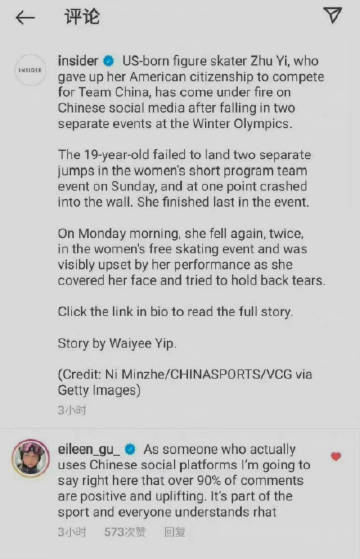 评论
INSIDER
insider US-born figure skater Zhu Yi, who
gave up her American citizenship to compete
for Team China, has come under fire on
Chinese social media after falling in two
separate events at the Winter Olympics.
The 19-year-old failed to land two separate
jumps in the women's short program team
event on Sunday, and at one point crashed
into the wall. She finished last in the event.
On Monday morning, she fell again, twice,
in the women's free skating event and was
visibly upset by her performance as she
covered her face and tried to hold back tears.
Click the link in bio to read the full story.
Story by Waiyee Yip.
(Credit: Ni Minzhe/CHINASPORTS/VCG via
Getty Images)
3小时
eileen_gu_ As someone who actually
uses Chinese social platforms I'm going to
say right here that over 90% of comments
are positive and uplifting. It's part of the
sport and everyone understands rhat
3小时 573次赞 回复